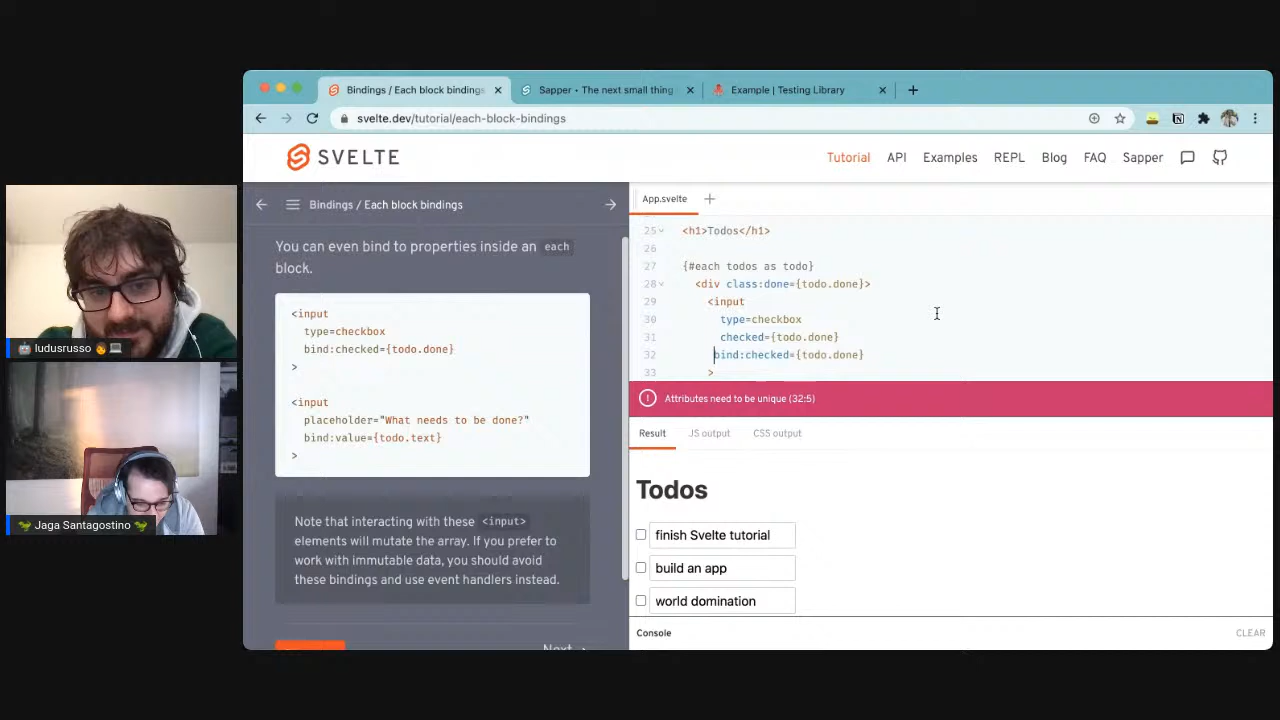 Bindings / Each block bindings
Sapper • The next small thing
Example | Testing Library
svelte.dev/tutorial/each-block-bindings
SVELTE
Tutorial
API
Examples
REPL
Blog
FAQ
Sapper
Bindings / Each block bindings
You can even bind to properties inside an each
block.
<input
type=checkbox
bind:checked={todo.done}
>
<input
placeholder="What needs to be done?"
bind:value={todo.text}
>
Note that interacting with these <input>
elements will mutate the array. If you prefer to
work with immutable data, you should avoid
these bindings and use event handlers instead.
App.svelte
25 <h1>Todos</h1>
26
27 {#each todos as todo}
28 <div class:done={todo.done}>
29 <input
30 type=checkbox
31 checked={todo.done}
32 bind:checked={todo.done}
33 >
Attributes need to be unique (32:5)
Result
JS output
CSS output
Todos
finish Svelte tutorial
build an app
world domination
Console
CLEAR
ludusrusso
Jaga Santagostino